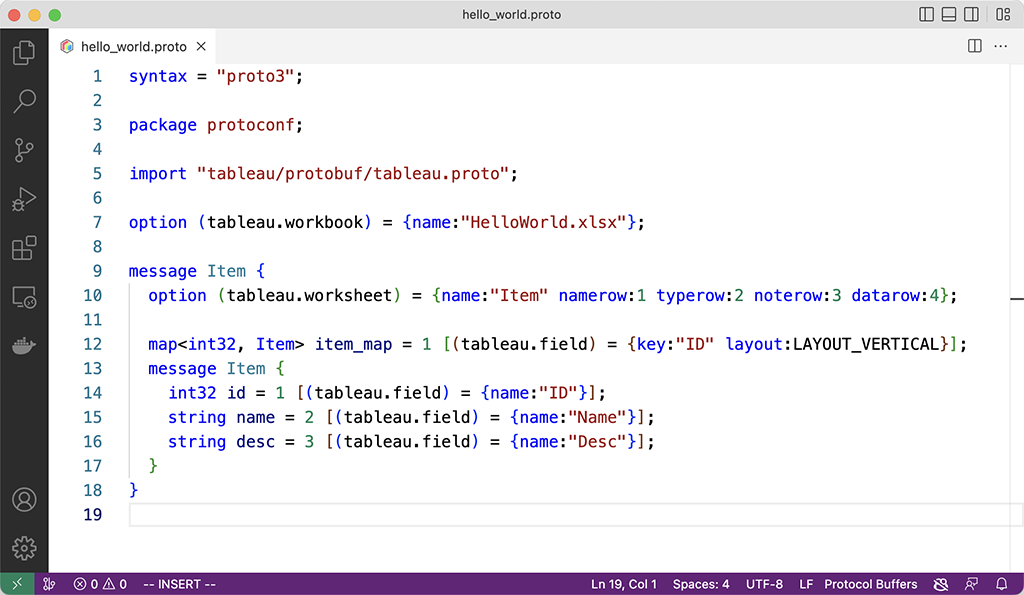 hello_world.proto
hello_world.proto
1 syntax = "proto3";
2
3 package protoconf;
4
5 import "tableau/protobuf/tableau.proto";
6
7 option (tableau.workbook) = {name:"HelloWorld.xlsx"};
8
9 message Item {
10   option (tableau.worksheet) = {name:"Item" namerow:1 typerow:2 noterow:3 datarow:4};
11
12   map<int32, Item> item_map = 1 [(tableau.field) = {key:"ID" layout:LAYOUT_VERTICAL}];
13   message Item {
14     int32 id = 1 [(tableau.field) = {name:"ID"}];
15     string name = 2 [(tableau.field) = {name:"Name"}];
16     string desc = 3 [(tableau.field) = {name:"Desc"}];
17   }
18 }
19
0 0 -- INSERT -- Ln 19, Col 1 Spaces: 4 UTF-8 LF Protocol Buffers